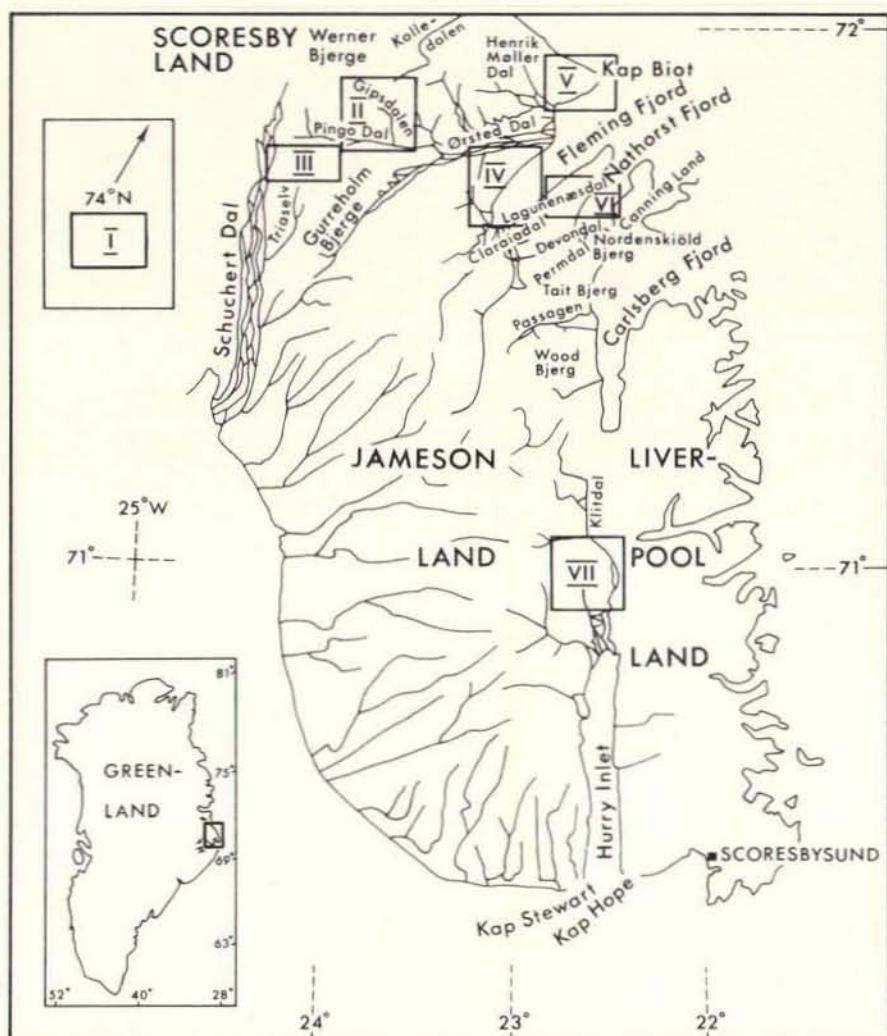 72°
SCORESBY
LAND
Werner
Bjerge
Kolle-
dalen
Henrik
Møller
Dal
V
Kap Biot
II
Gipsdalen
Pingo Dal
Ørsted Dal
Fleming Fjord
Nathorst Fjord
74°N
I
III
IV
VI
Triaselv
Gurreholm
Bjerge
Schuchert Dal
Lagunenæsdal
Claraiadal
Devondal
Canning Land
Permdal
Nordenskiöld
Bjerg
Tait Bjerg
Passagen
Carlsberg Fjord
Wood
Bjerg
JAMESON
LIVER-
25°W
71°
Klitdal
LAND
VII
POOL
71°
LAND
81°
GREEN-
LAND
75°
69°
63°
52°
40°
28°
Hurry Inlet
SCORESBYSUND
Kap Stewart
Kap Hope
24°
23°
22°